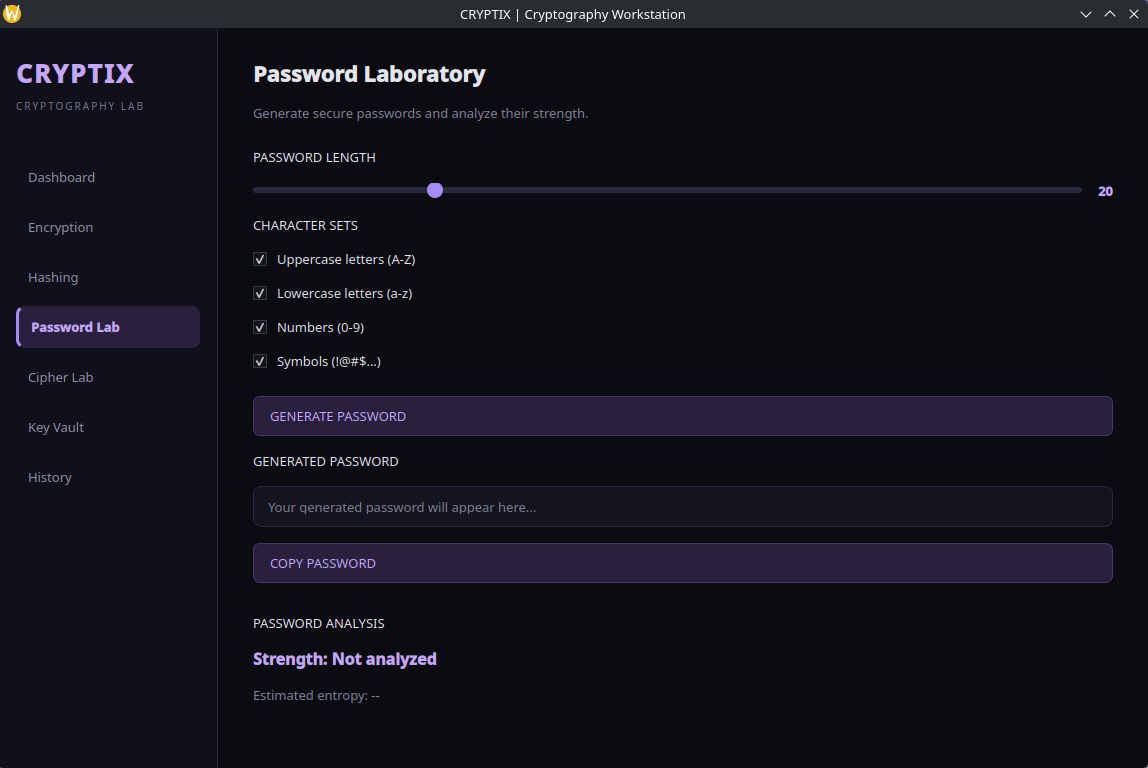 CRYPTIX | Cryptography Workstation
CRYPTIX
CRYPTOGRAPHY LAB
Dashboard
Encryption
Hashing
Password Lab
Cipher Lab
Key Vault
History
Password Laboratory
Generate secure passwords and analyze their strength.
PASSWORD LENGTH
20
CHARACTER SETS
Uppercase letters (A-Z)
Lowercase letters (a-z)
Numbers (0-9)
Symbols (!@#$...)
GENERATE PASSWORD
GENERATED PASSWORD
Your generated password will appear here...
COPY PASSWORD
PASSWORD ANALYSIS
Strength: Not analyzed
Estimated entropy: --